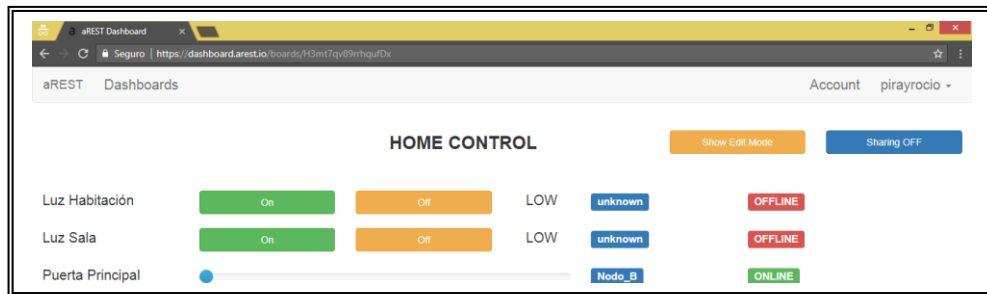 a aREST Dashboard ×
Seguro | https://dashboard.arest.io/boards/H3mt7qv89rrhqufDx
aREST Dashboards Account pirayrocio
HOME CONTROL Show Edit Mode Sharing OFF
Luz Habitación On Off LOW unknown OFFLINE
Luz Sala On Off LOW unknown OFFLINE
Puerta Principal Nodo_B ONLINE